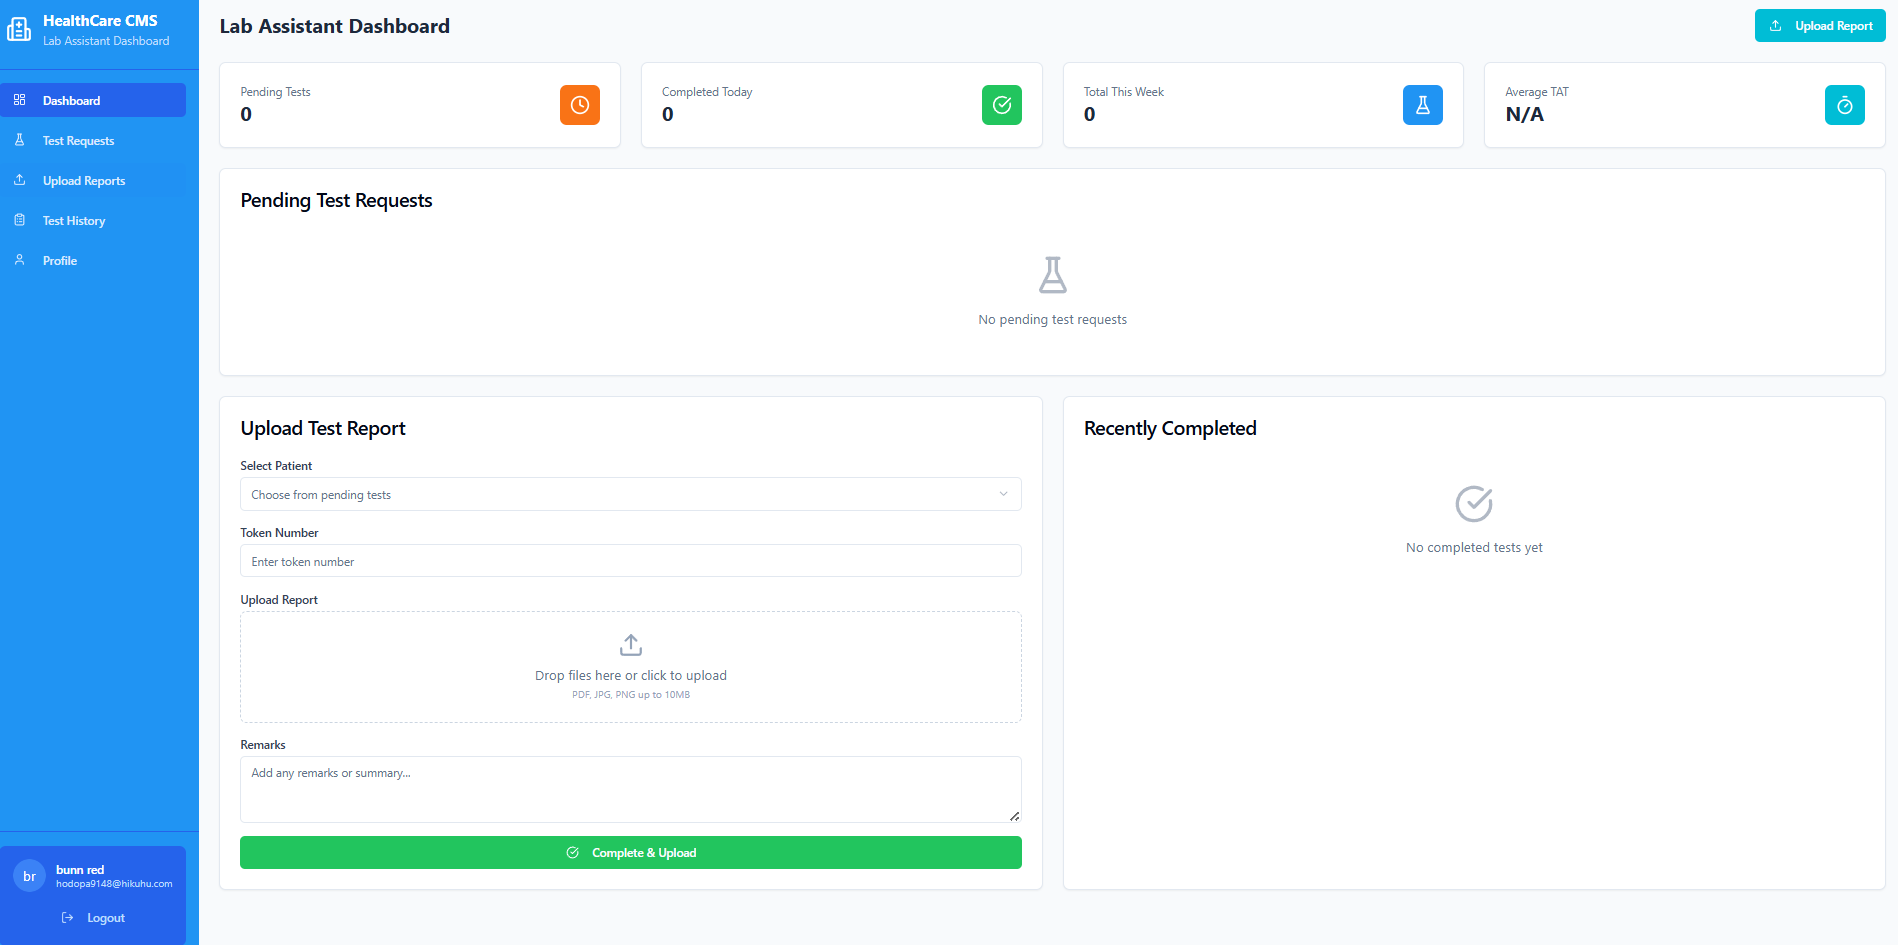 HealthCare CMS
Lab Assistant Dashboard
Dashboard
Test Requests
Upload Reports
Test History
Profile
br
bunn red
hodopa9148@hikuhu.com
Logout
Lab Assistant Dashboard
Upload Report
Pending Tests
0
Completed Today
0
Total This Week
0
Average TAT
N/A
Pending Test Requests
No pending test requests
Upload Test Report
Select Patient
Choose from pending tests
Token Number
Enter token number
Upload Report
Drop files here or click to upload
PDF, JPG, PNG up to 10MB
Remarks
Add any remarks or summary...
Complete & Upload
Recently Completed
No completed tests yet